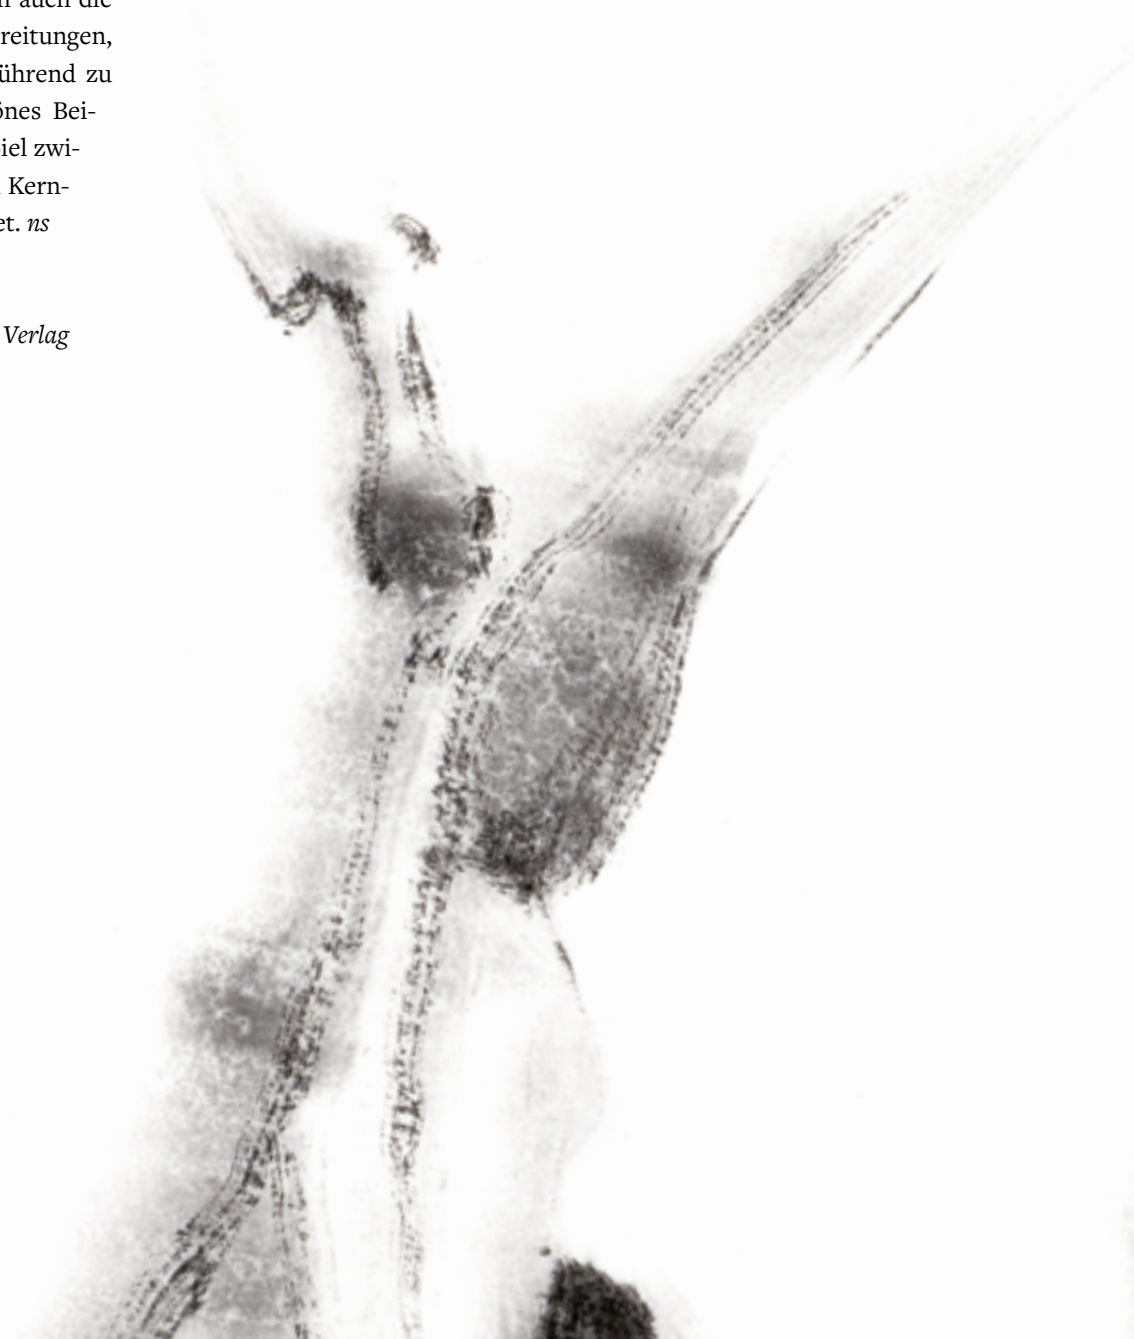 auch die
reitungen,
ührend zu
önes Bei-
iel zwi-
Kern-
et. ns
Verlag